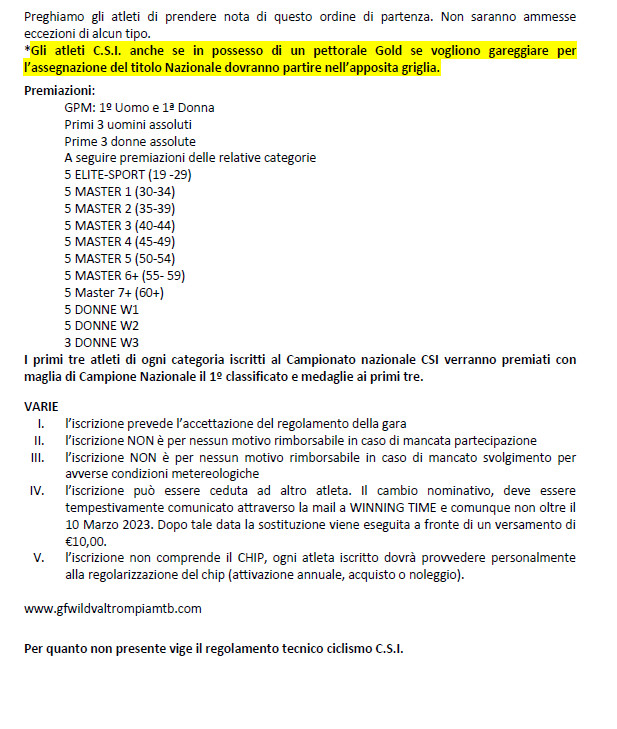 Preghiamo gli atleti di prendere nota di questo ordine di partenza. Non saranno ammesse
eccezioni di alcun tipo.
*Gli atleti C.S.I. anche se in possesso di un pettorale Gold se vogliono gareggiare per
l’assegnazione del titolo Nazionale dovranno partire nell’apposita griglia.
Premiazioni:
GPM: 1º Uomo e 1ª Donna
Primi 3 uomini assoluti
Prime 3 donne assolute
A seguire premiazioni delle relative categorie
5 ELITE-SPORT (19 -29)
5 MASTER 1 (30-34)
5 MASTER 2 (35-39)
5 MASTER 3 (40-44)
5 MASTER 4 (45-49)
5 MASTER 5 (50-54)
5 MASTER 6+ (55- 59)
5 Master 7+ (60+)
5 DONNE W1
5 DONNE W2
3 DONNE W3
I primi tre atleti di ogni categoria iscritti al Campionato nazionale CSI verranno premiati con
maglia di Campione Nazionale il 1º classificato e medaglie ai primi tre.
VARIE
I. l’iscrizione prevede l’accettazione del regolamento della gara
II. l’iscrizione NON è per nessun motivo rimborsabile in caso di mancata partecipazione
III. l’iscrizione NON è per nessun motivo rimborsabile in caso di mancato svolgimento per
avverse condizioni metereologiche
IV. l’iscrizione può essere ceduta ad altro atleta. Il cambio nominativo, deve essere
tempestivamente comunicato attraverso la mail a WINNING TIME e comunque non oltre il
10 Marzo 2023. Dopo tale data la sostituzione viene eseguita a fronte di un versamento di
€10,00.
V. l’iscrizione non comprende il CHIP, ogni atleta iscritto dovrà provvedere personalmente
alla regolarizzazione del chip (attivazione annuale, acquisto o noleggio).
www.gfwildvaltrompiamtb.com
Per quanto non presente vige il regolamento tecnico ciclismo C.S.I.